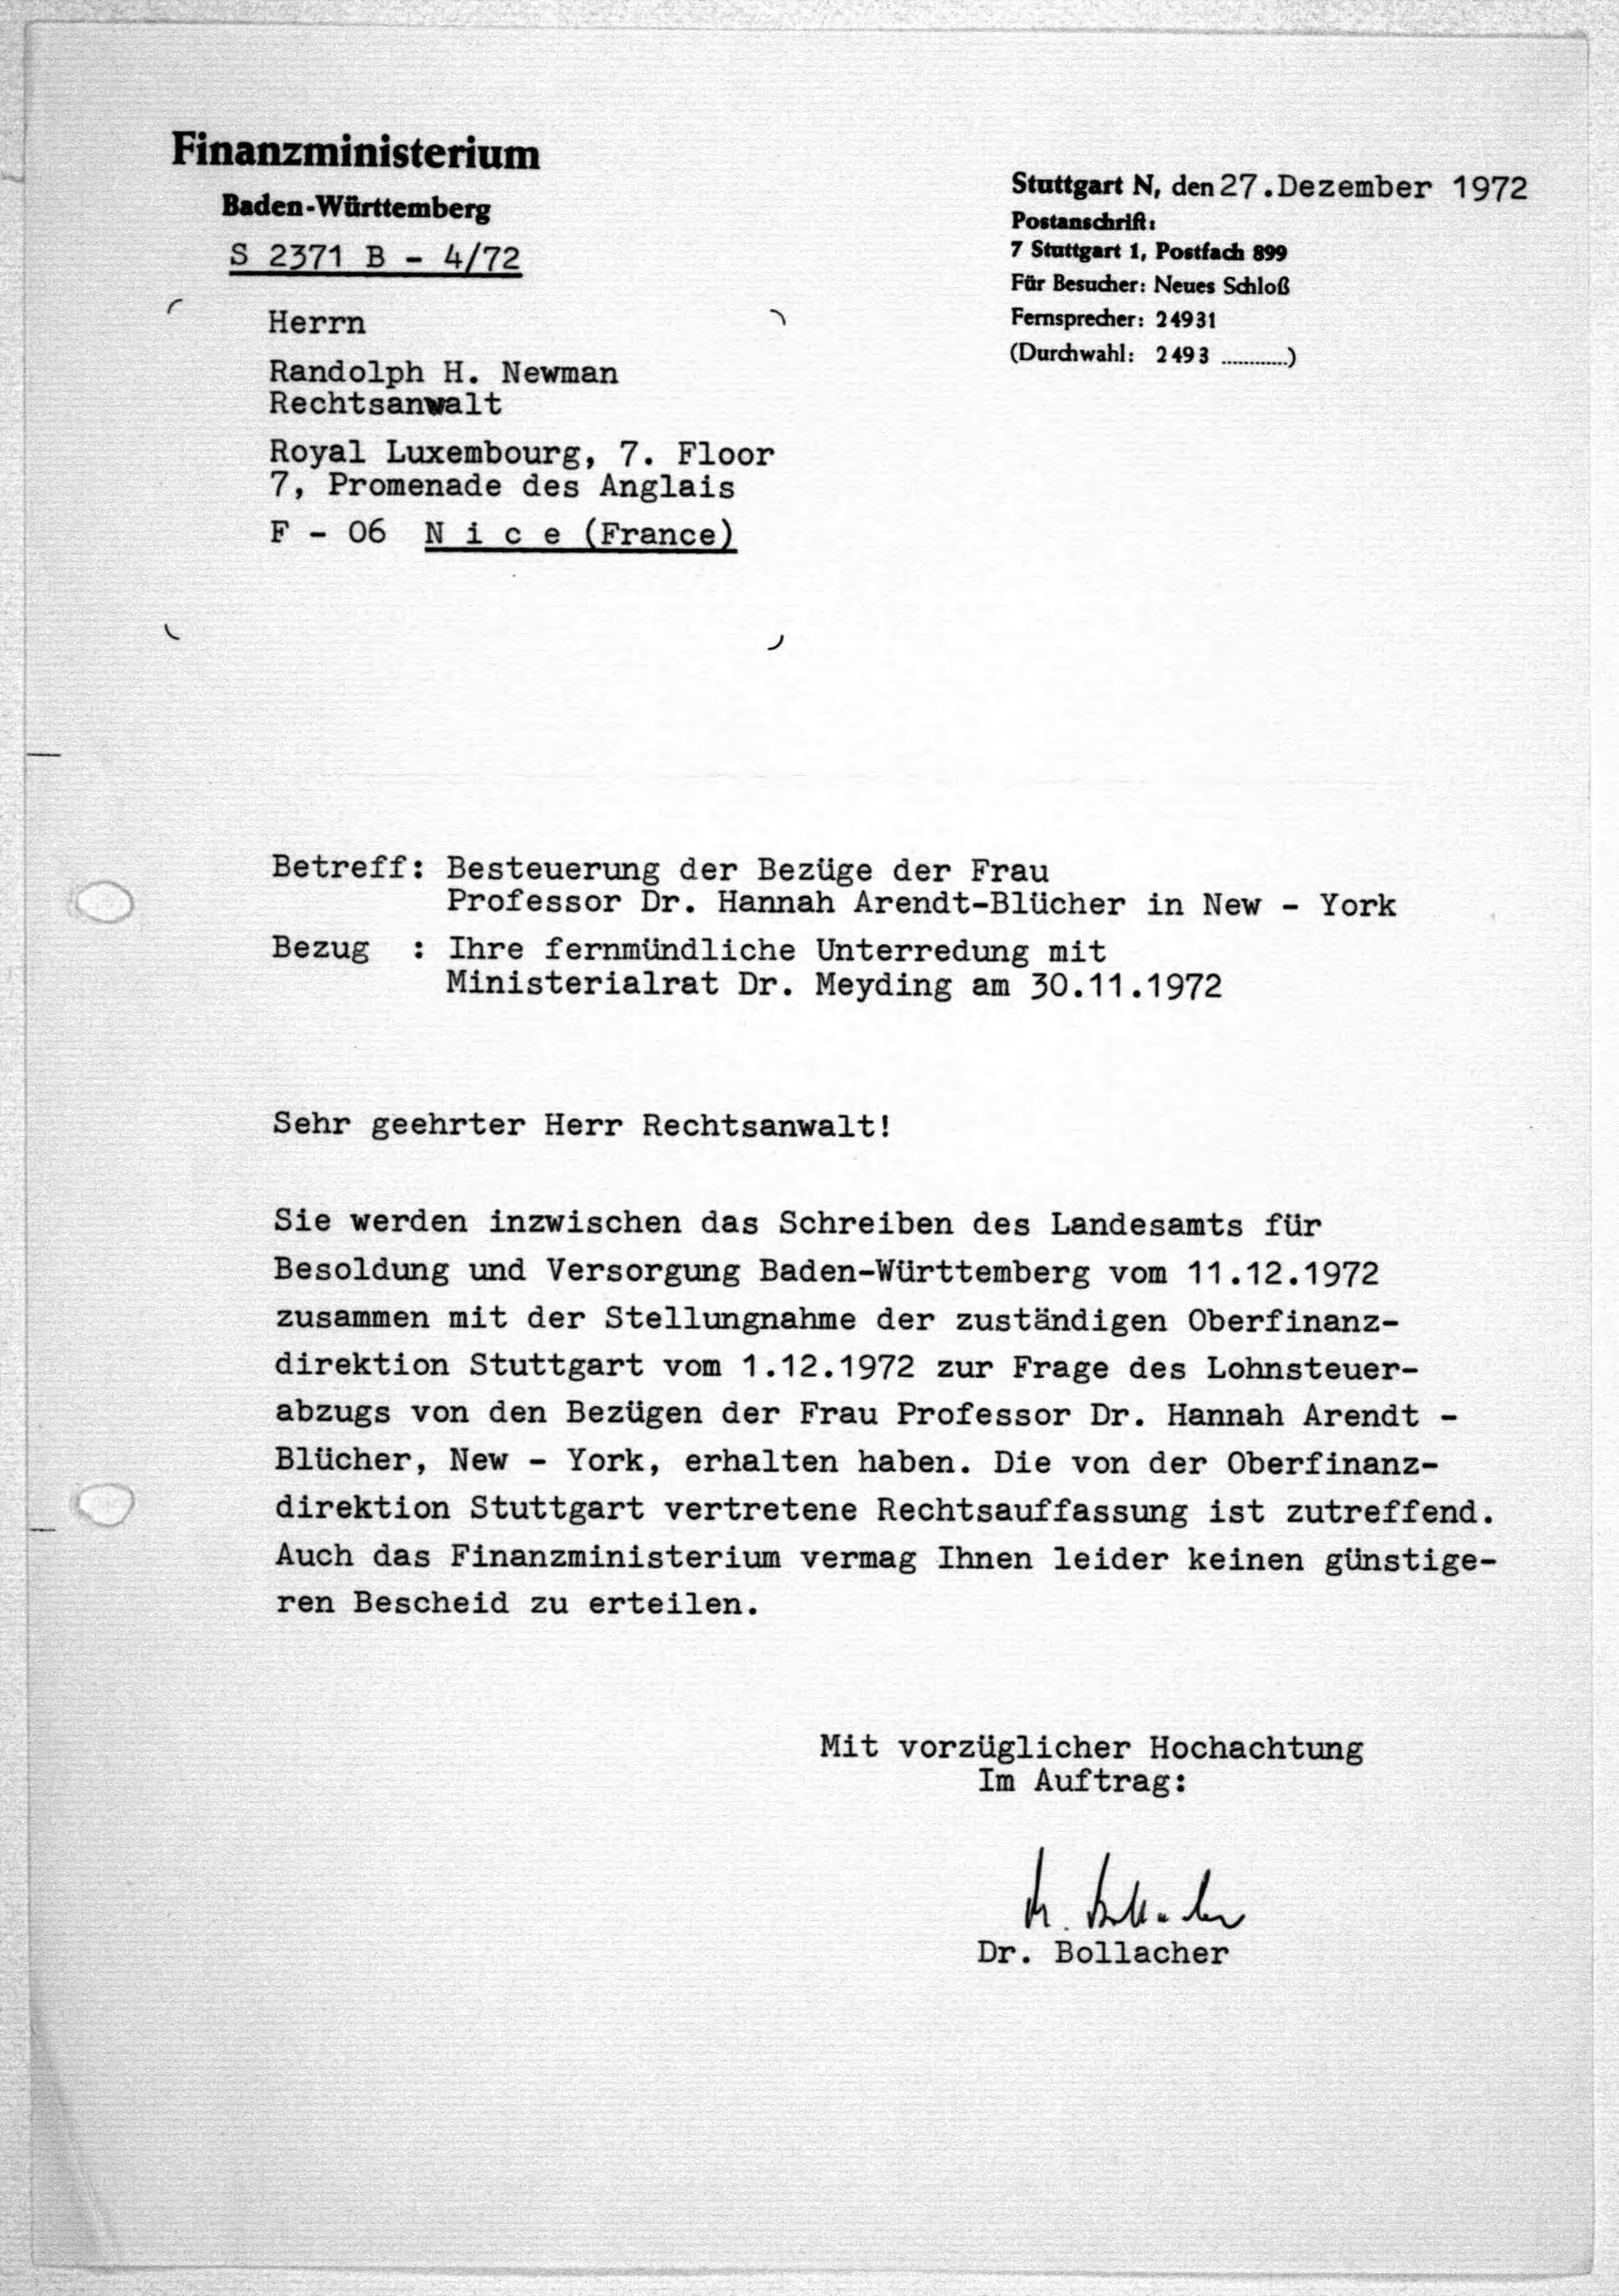 Finanzministerium
Baden-Württemberg
S 2371 B - 4/72
Stuttgart N, den 27.Dezember 1972
Postanschrift:
7 Stuttgart 1, Postfach 899
Für Besucher: Neues Schloß
Fernsprecher: 24931
(Durchwahl: 2493 ...........)
Herrn
Randolph H. Newman
Rechtsanwalt
Royal Luxembourg, 7. Floor
7, Promenade des Anglais
F - 06 N i c e (France)
Betreff: Besteuerung der Bezüge der Frau
Professor Dr. Hannah Arendt-Blücher in New - York
Bezug : Ihre fernmündliche Unterredung mit
Ministerialrat Dr. Meyding am 30.11.1972
Sehr geehrter Herr Rechtsanwalt!
Sie werden inzwischen das Schreiben des Landesamts für
Besoldung und Versorgung Baden-Württemberg vom 11.12.1972
zusammen mit der Stellungnahme der zuständigen Oberfinanz-
direktion Stuttgart vom 1.12.1972 zur Frage des Lohnsteuer-
abzugs von den Bezügen der Frau Professor Dr. Hannah Arendt -
Blücher, New - York, erhalten haben. Die von der Oberfinanz-
direktion Stuttgart vertretene Rechtsauffassung ist zutreffend.
Auch das Finanzministerium vermag Ihnen leider keinen günstige-
ren Bescheid zu erteilen.
Mit vorzüglicher Hochachtung
Im Auftrag:
Dr. Bollacher
Dr. Bollacher